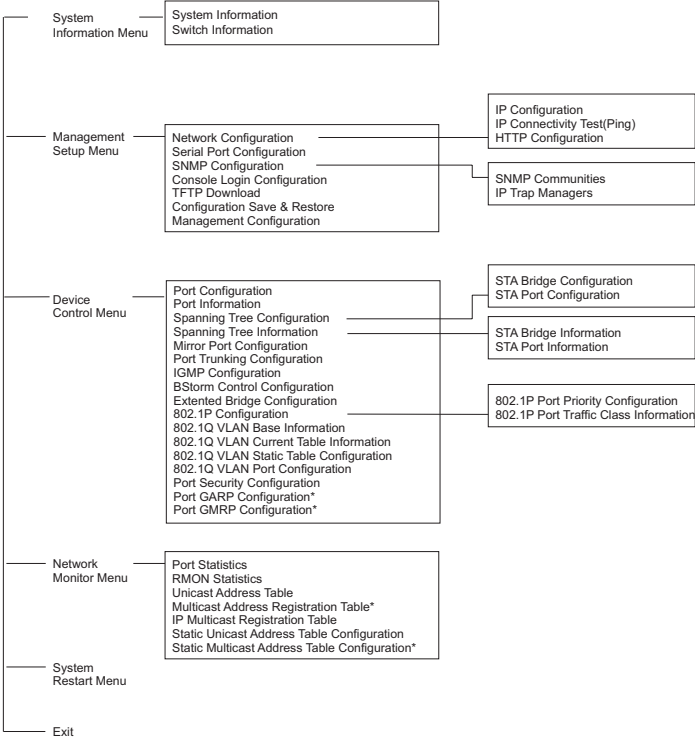 System
Information Menu
System Information
Switch Information
Management
Setup Menu
Network Configuration
Serial Port Configuration
SNMP Configuration
Console Login Configuration
TFTP Download
Configuration Save & Restore
Management Configuration
IP Configuration
IP Connectivity Test(Ping)
HTTP Configuration
SNMP Communities
IP Trap Managers
Device
Control Menu
Port Configuration
Port Information
Spanning Tree Configuration
Spanning Tree Information
Mirror Port Configuration
Port Trunking Configuration
IGMP Configuration
BStorm Control Configuration
Extented Bridge Configuration
802.1P Configuration
802.1Q VLAN Base Information
802.1Q VLAN Current Table Information
802.1Q VLAN Static Table Configuration
802.1Q VLAN Port Configuration
Port Security Configuration
Port GARP Configuration*
Port GMRP Configuration*
STA Bridge Configuration
STA Port Configuration
STA Bridge Information
STA Port Information
802.1P Port Priority Configuration
802.1P Port Traffic Class Information
Network
Monitor Menu
Port Statistics
RMON Statistics
Unicast Address Table
Multicast Address Registration Table*
IP Multicast Registration Table
Static Unicast Address Table Configuration
Static Multicast Address Table Configuration*
System
Restart Menu
Exit